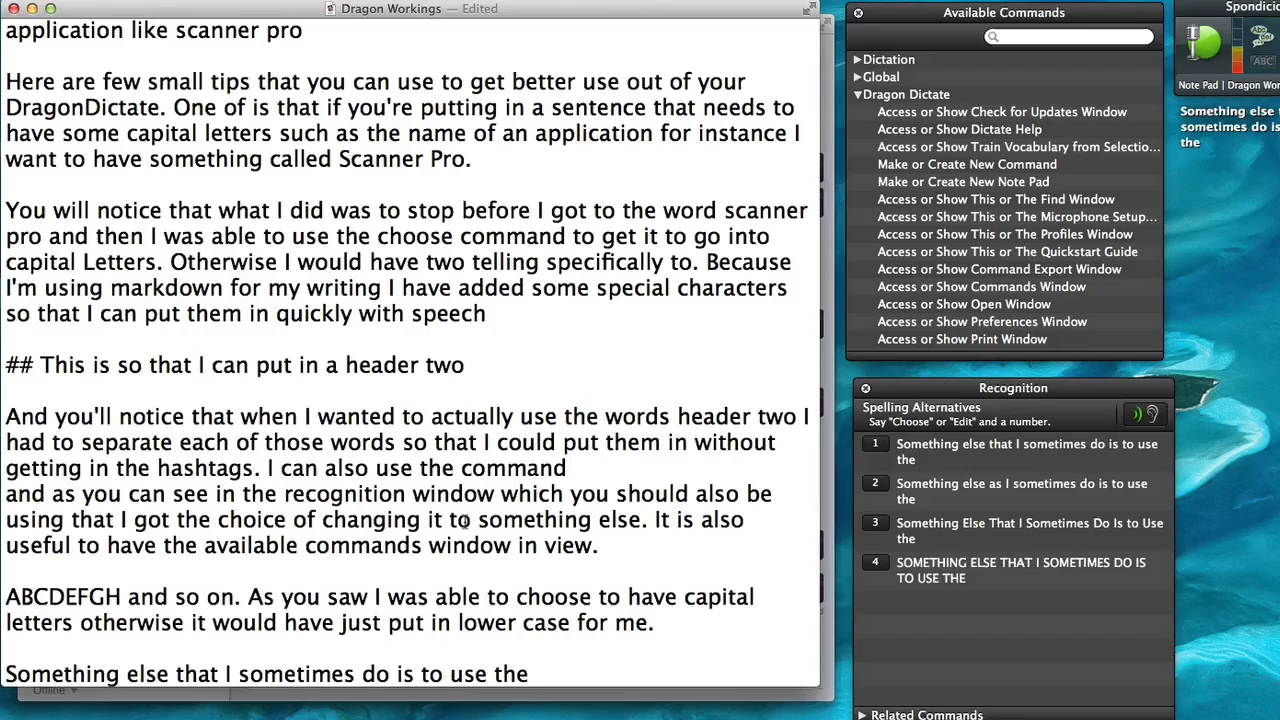 Dragon Workings — Edited
application like scanner pro
Here are few small tips that you can use to get better use out of your
DragonDictate. One of is that if you're putting in a sentence that needs to
have some capital letters such as the name of an application for instance I
want to have something called Scanner Pro.
You will notice that what I did was to stop before I got to the word scanner
pro and then I was able to use the choose command to get it to go into
capital Letters. Otherwise I would have two telling specifically to. Because
I'm using markdown for my writing I have added some special characters
so that I can put them in quickly with speech
## This is so that I can put in a header two
And you'll notice that when I wanted to actually use the words header two I
had to separate each of those words so that I could put them in without
getting in the hashtags. I can also use the command
and as you can see in the recognition window which you should also be
using that I got the choice of changing it to something else. It is also
useful to have the available commands window in view.
ABCDEFGH and so on. As you saw I was able to choose to have capital
letters otherwise it would have just put in lower case for me.
Something else that I sometimes do is to use the
Offline
Available Commands
Dictation
Global
Dragon Dictate
Access or Show Check for Updates Window
Access or Show Dictate Help
Access or Show Train Vocabulary from Selectio...
Make or Create New Command
Make or Create New Note Pad
Access or Show This or The Find Window
Access or Show This or The Microphone Setup...
Access or Show This or The Profiles Window
Access or Show This or The Quickstart Guide
Access or Show Command Export Window
Access or Show Commands Window
Access or Show Open Window
Access or Show Preferences Window
Access or Show Print Window
Recognition
Spelling Alternatives
Say "Choose" or "Edit" and a number.
1 Something else that I sometimes do is to use
the
2 Something else as I sometimes do is to use
the
3 Something Else That I Sometimes Do Is to Use
the
4 SOMETHING ELSE THAT I SOMETIMES DO IS
TO USE THE
Related Commands
Spondicio
Abc
de
ABC
Note Pad | Dragon Wor
Something else t
sometimes do is
the